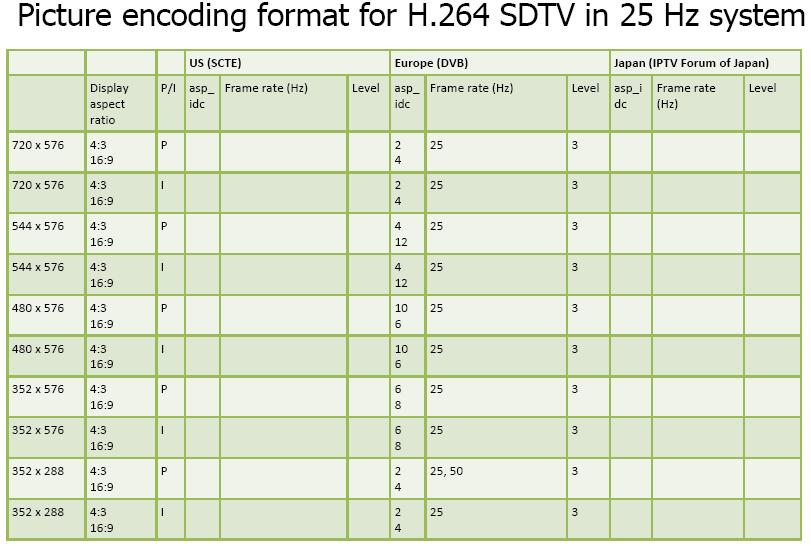 Picture encoding format for H.264 SDTV in 25 Hz system
US (SCTE) Europe (DVB) Japan (IPTV Forum of Japan)
Display aspect ratio P/I asp_idc Frame rate (Hz) Level asp_idc Frame rate (Hz) Level asp_idc Frame rate (Hz) Level
720 x 576 4:3 P 2 25 3
16:9 4
720 x 576 4:3 I 2 25 3
16:9 4
544 x 576 4:3 P 4 25 3
16:9 12
544 x 576 4:3 I 4 25 3
16:9 12
480 x 576 4:3 P 10 25 3
16:9 6
480 x 576 4:3 I 10 25 3
16:9 6
352 x 576 4:3 P 6 25 3
16:9 8
352 x 576 4:3 I 6 25 3
16:9 8
352 x 288 4:3 P 2 25, 50 3
16:9 4
352 x 288 4:3 I 2 25 3
16:9 4